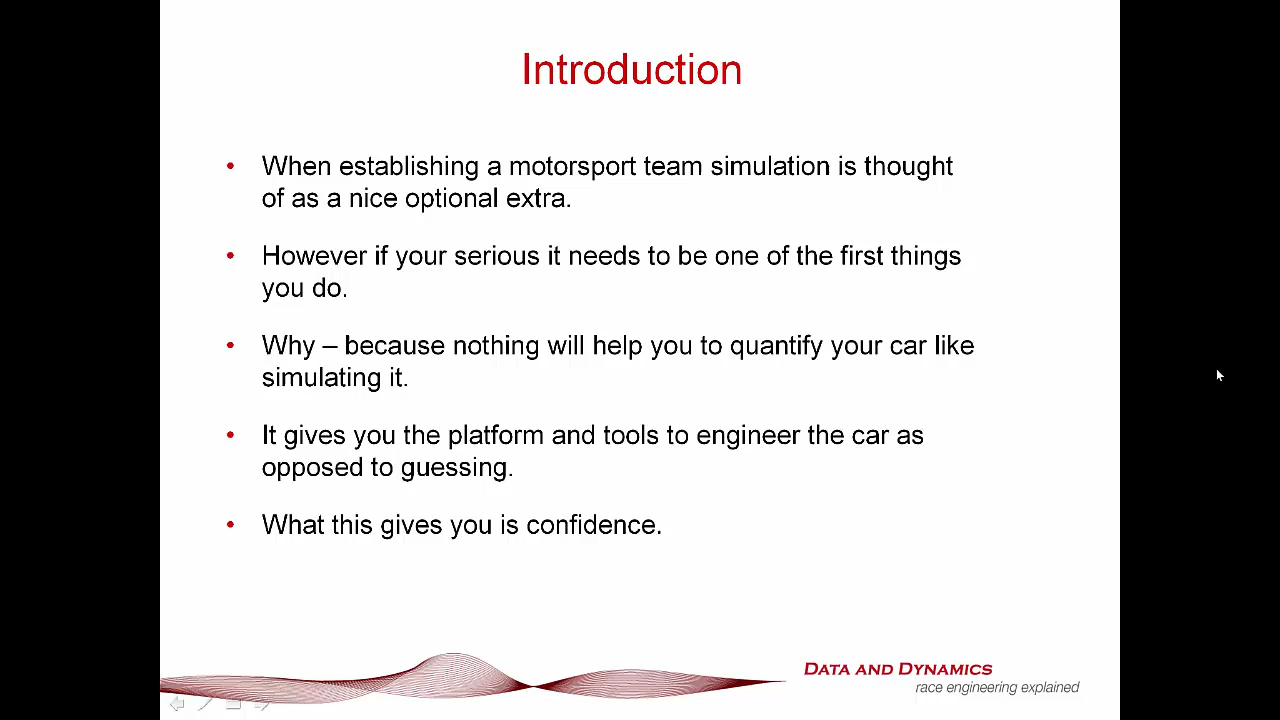 Introduction
• When establishing a motorsport team simulation is thought
of as a nice optional extra.
• However if your serious it needs to be one of the first things
you do.
• Why – because nothing will help you to quantify your car like
simulating it.
• It gives you the platform and tools to engineer the car as
opposed to guessing.
• What this gives you is confidence.
DATA AND DYNAMICS
race engineering explained